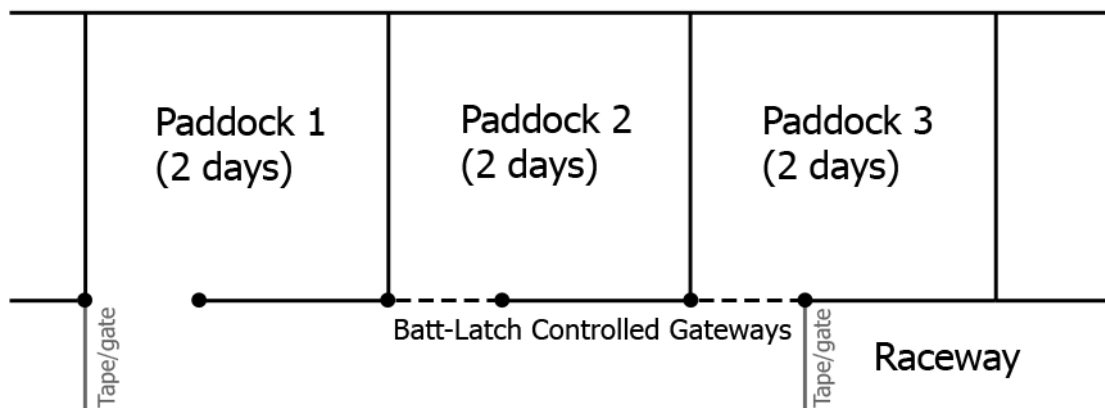 Paddock 1
(2 days)
Paddock 2
(2 days)
Paddock 3
(2 days)
Tape/gate
Batt-Latch Controlled Gateways
Tape/gate
Raceway